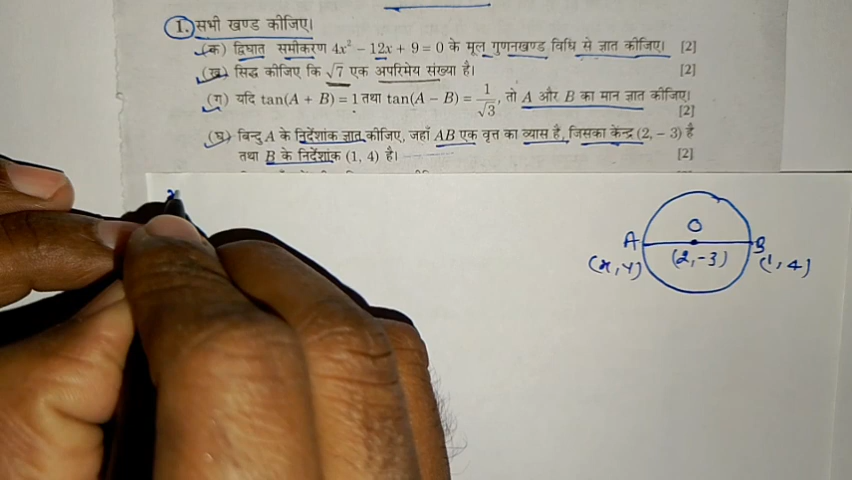 1. सभी खण्ड कीजिए।
(क) द्विघात समीकरण 4x² − 12x + 9 = 0 के मूल गुणनखण्ड विधि से ज्ञात कीजिए। [2]
(ख) सिद्ध कीजिए कि √7 एक अपरिमेय संख्या है। [2]
(ग) यदि tan(A + B) = 1 तथा tan(A − B) = 1/√3, तो A और B का मान ज्ञात कीजिए।
[2]
(घ) बिन्दु A के निर्देशांक ज्ञात कीजिए, जहाँ AB एक वृत्त का व्यास है, जिसका केन्द्र (2, − 3) है
तथा B के निर्देशांक (1, 4) है। [2]
O
A B
(x, y) (2, -3) (1, 4)